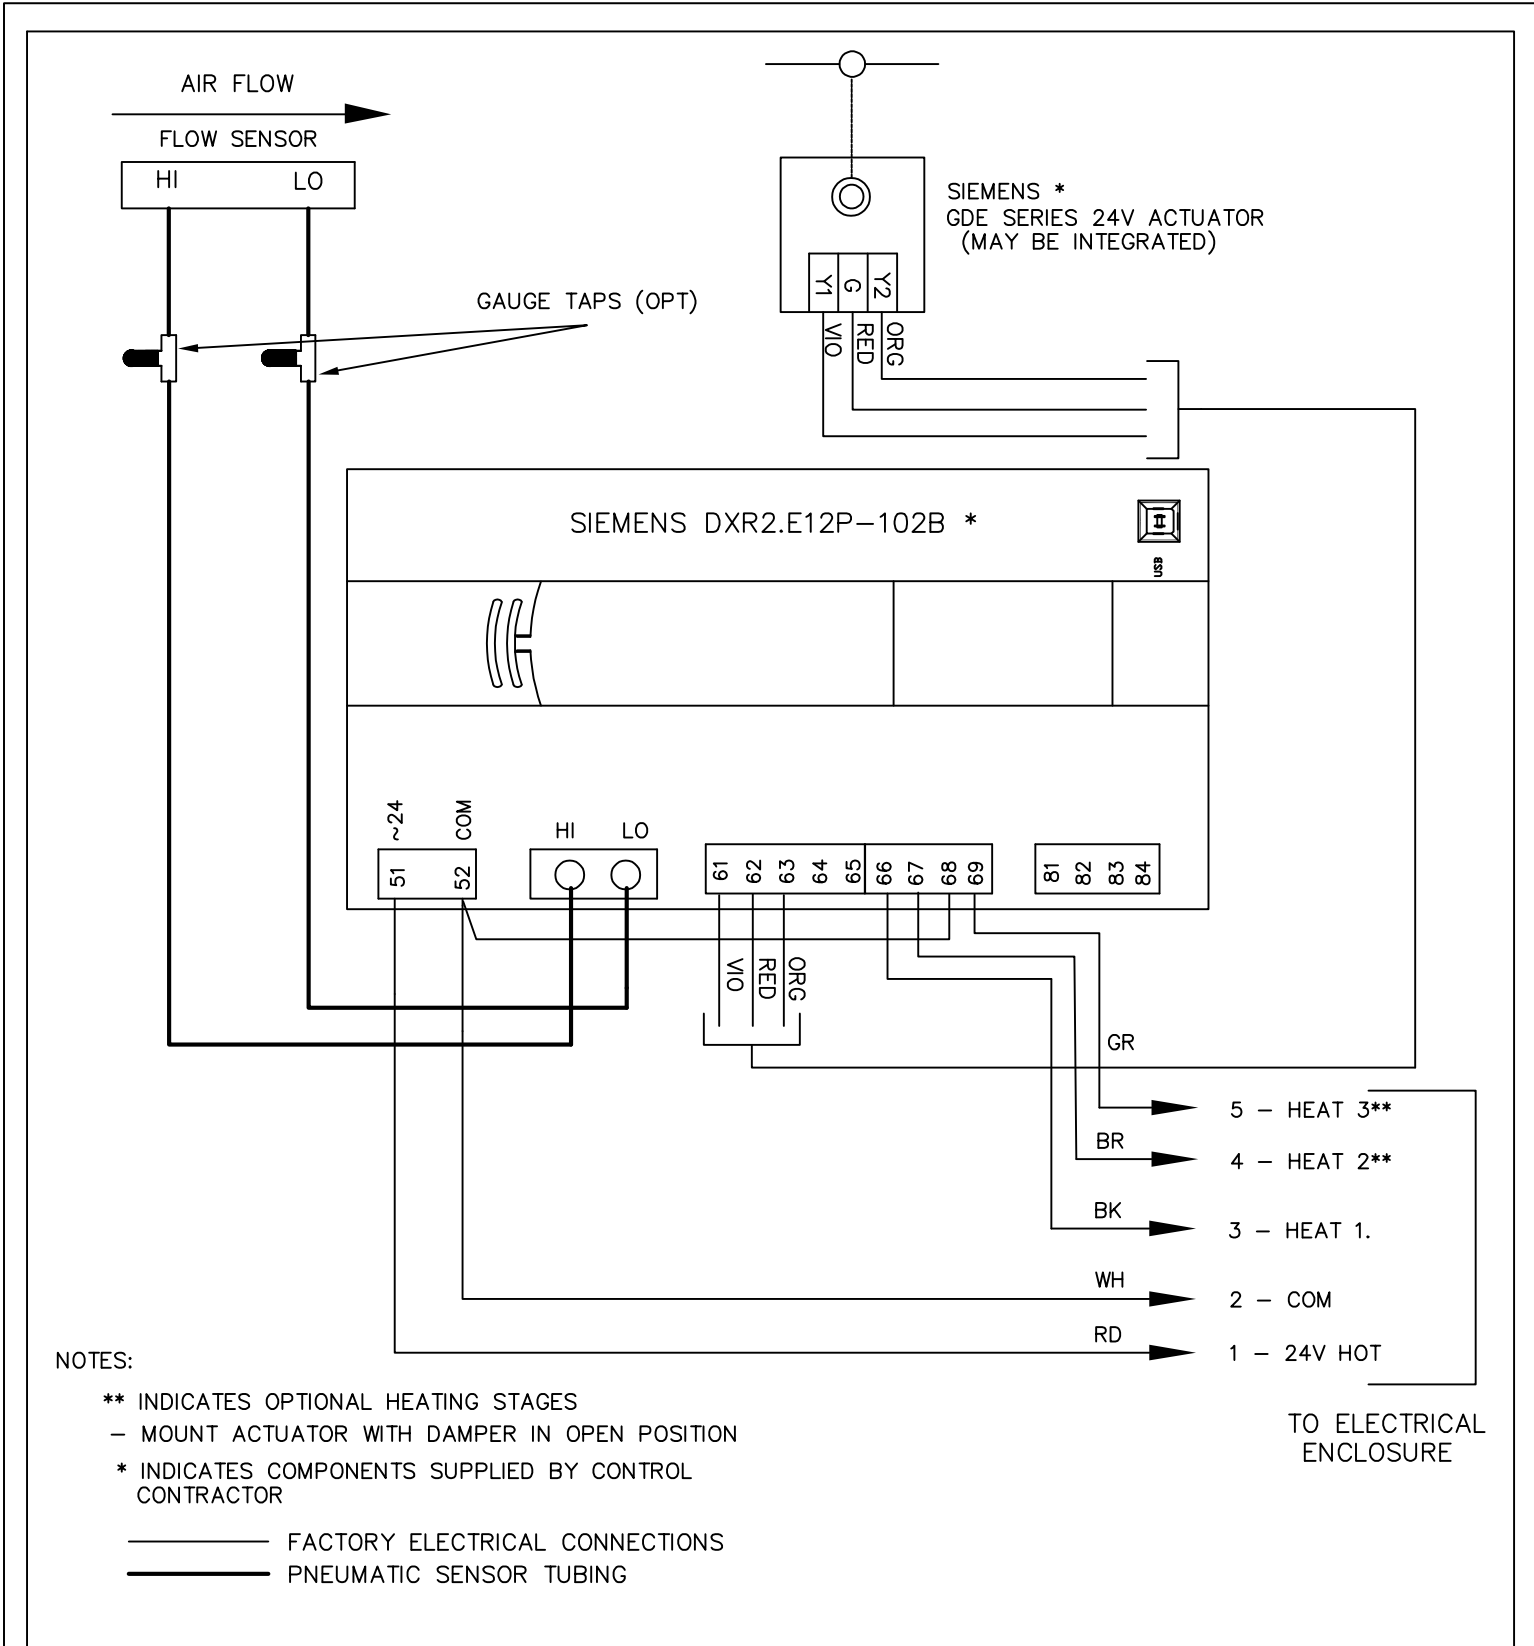 AIR FLOW
FLOW SENSOR
HI LO
SIEMENS *
GDE SERIES 24V ACTUATOR
(MAY BE INTEGRATED)
Y1 G Y2
VIO RED ORG
GAUGE TAPS (OPT)
SIEMENS DXR2.E12P-102B *
USB
~24 COM
51 52
HI LO
61 62 63 64 65 66 67 68 69
81 82 83 84
VIO RED ORG
GR
5 - HEAT 3**
BR
4 - HEAT 2**
BK
3 - HEAT 1.
WH
2 - COM
RD
1 - 24V HOT
TO ELECTRICAL
ENCLOSURE
NOTES:
** INDICATES OPTIONAL HEATING STAGES
- MOUNT ACTUATOR WITH DAMPER IN OPEN POSITION
* INDICATES COMPONENTS SUPPLIED BY CONTROL
CONTRACTOR
FACTORY ELECTRICAL CONNECTIONS
PNEUMATIC SENSOR TUBING